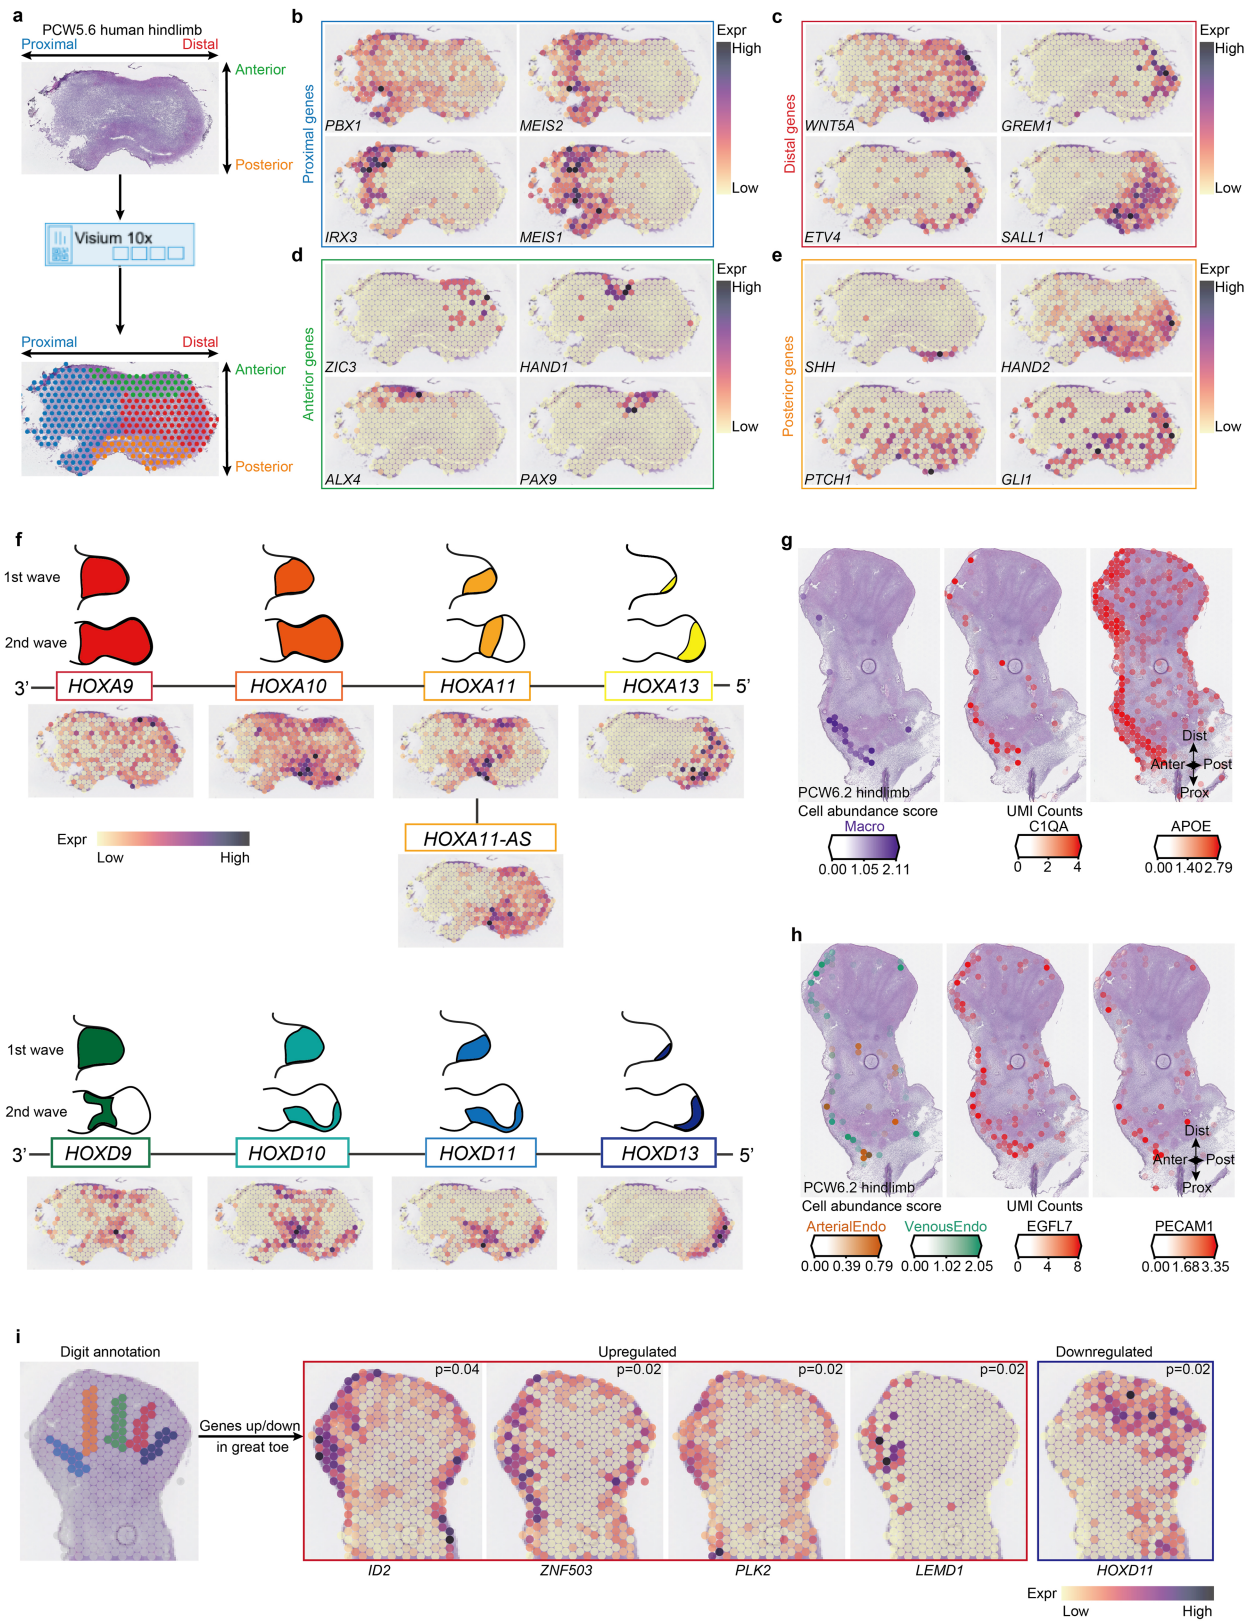 a
PCW5.6 human hindlimb
Proximal
Distal
Anterior
Posterior
Visium 10x
Proximal
Distal
Anterior
Posterior
b
Proximal genes
PBX1
MEIS2
IRX3
MEIS1
Expr
High
Low
c
Distal genes
WNT5A
GREM1
ETV4
SALL1
Expr
High
Low
d
Anterior genes
ZIC3
HAND1
ALX4
PAX9
Expr
High
Low
e
Posterior genes
SHH
HAND2
PTCH1
GLI1
Expr
High
Low
f
1st wave
2nd wave
3’
HOXA9
HOXA10
HOXA11
HOXA13
5’
HOXA11-AS
Expr
Low
High
1st wave
2nd wave
3’
HOXD9
HOXD10
HOXD11
HOXD13
5’
g
Dist
Anter
Post
Prox
PCW6.2 hindlimb
Cell abundance score
UMI Counts
Macro
C1QA
APOE
0.00 1.05 2.11
0 2 4
0.00 1.40 2.79
h
Dist
Anter
Post
Prox
PCW6.2 hindlimb
Cell abundance score
UMI Counts
ArterialEndo
VenousEndo
EGFL7
PECAM1
0.00 0.39 0.79
0.00 1.02 2.05
0 4 8
0.00 1.68 3.35
i
Digit annotation
Genes up/down
in great toe
Upregulated
Downregulated
p=0.04
p=0.02
p=0.02
p=0.02
p=0.02
ID2
ZNF503
PLK2
LEMD1
HOXD11
Expr
Low
High